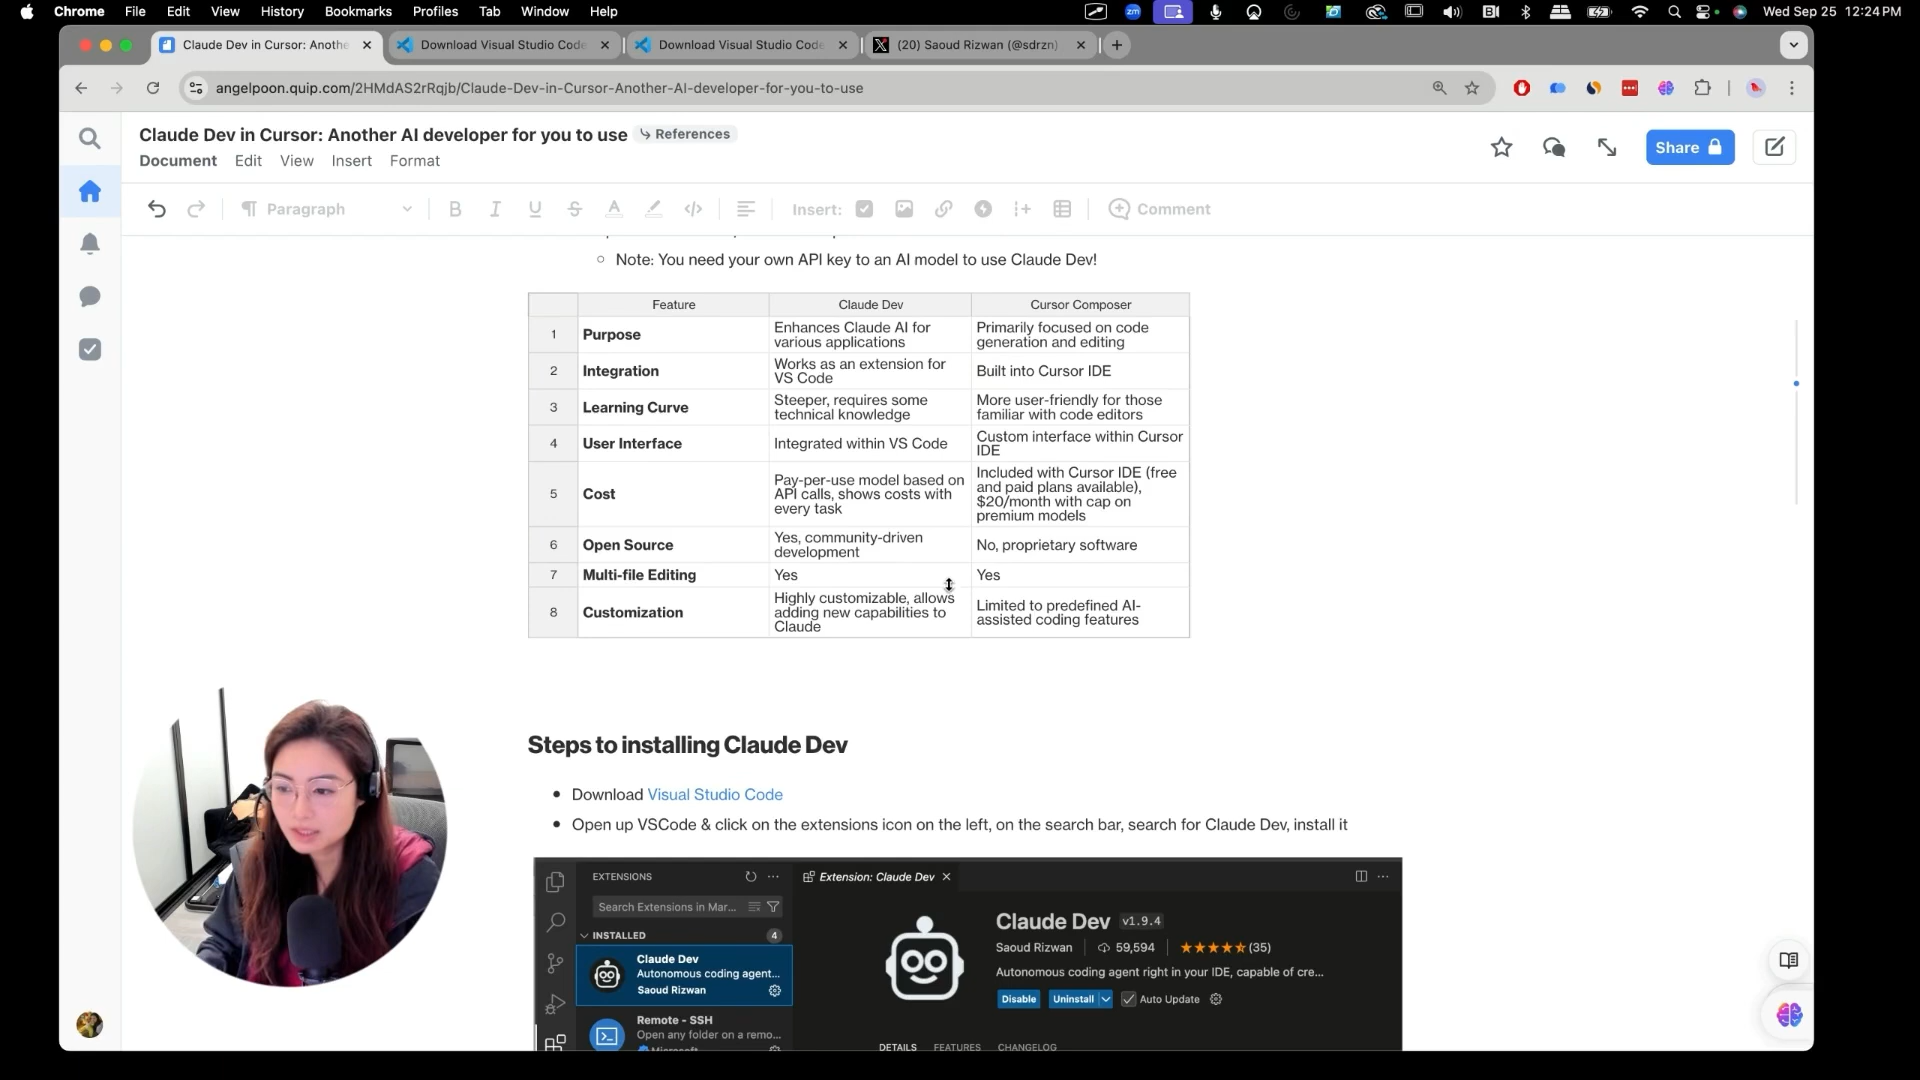 Chrome File Edit View History Bookmarks Profiles Tab Window Help
zm
Wed Sep 25 12:24 PM
Claude Dev in Cursor: Anothe
Download Visual Studio Code
Download Visual Studio Code
(20) Saoud Rizwan (@sdrzn)
angelpoon.quip.com/2HMdAS2rRqjb/Claude-Dev-in-Cursor-Another-AI-developer-for-you-to-use
Claude Dev in Cursor: Another AI developer for you to use
References
Document Edit View Insert Format
Share
Paragraph
B I U S A
Insert:
Comment
Note: You need your own API key to an AI model to use Claude Dev!
Feature Claude Dev Cursor Composer
1 Purpose
Enhances Claude AI for
various applications
Primarily focused on code
generation and editing
2 Integration
Works as an extension for
VS Code
Built into Cursor IDE
3 Learning Curve
Steeper, requires some
technical knowledge
More user-friendly for those
familiar with code editors
4 User Interface
Integrated within VS Code
Custom interface within Cursor
IDE
5 Cost
Pay-per-use model based on
API calls, shows costs with
every task
Included with Cursor IDE (free
and paid plans available),
$20/month with cap on
premium models
6 Open Source
Yes, community-driven
development
No, proprietary software
7 Multi-file Editing
Yes
Yes
8 Customization
Highly customizable, allows
adding new capabilities to
Claude
Limited to predefined AI-
assisted coding features
Steps to installing Claude Dev
Download Visual Studio Code
Open up VSCode & click on the extensions icon on the left, on the search bar, search for Claude Dev, install it
EXTENSIONS
Search Extensions in Mar...
INSTALLED 4
Claude Dev
Autonomous coding agent...
Saoud Rizwan
Remote - SSH
Open any folder on a remo...
Microsoft
Extension: Claude Dev
Claude Dev v1.9.4
Saoud Rizwan 59,594 (35)
Autonomous coding agent right in your IDE, capable of cre...
Disable Uninstall Auto Update
DETAILS FEATURES CHANGELOG